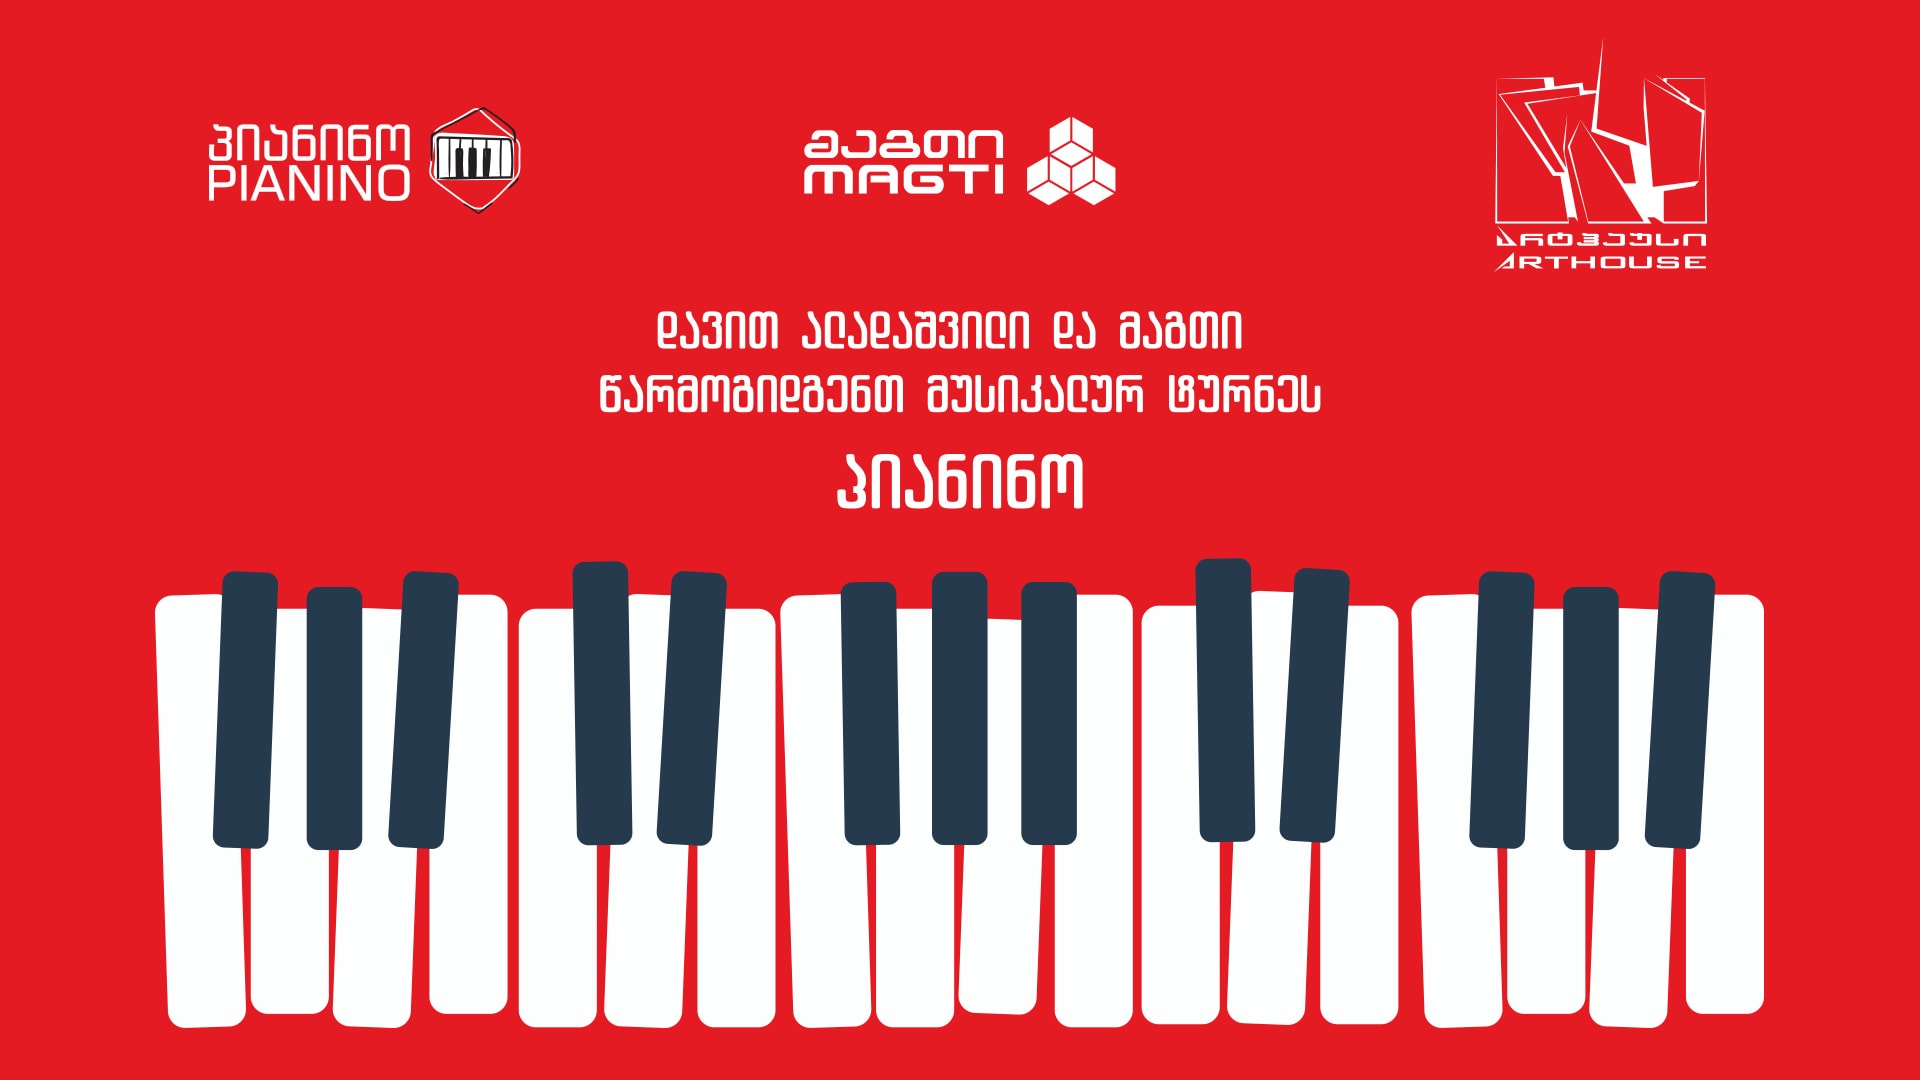 პიანინო
PIANINO
მაგთი
MAGTI
არტჰაუსი
ARTHOUSE
დავით ალადაშვილი და მაგთი
წარმოგიდგენთ მუსიკალურ ტურნეს
პიანინო